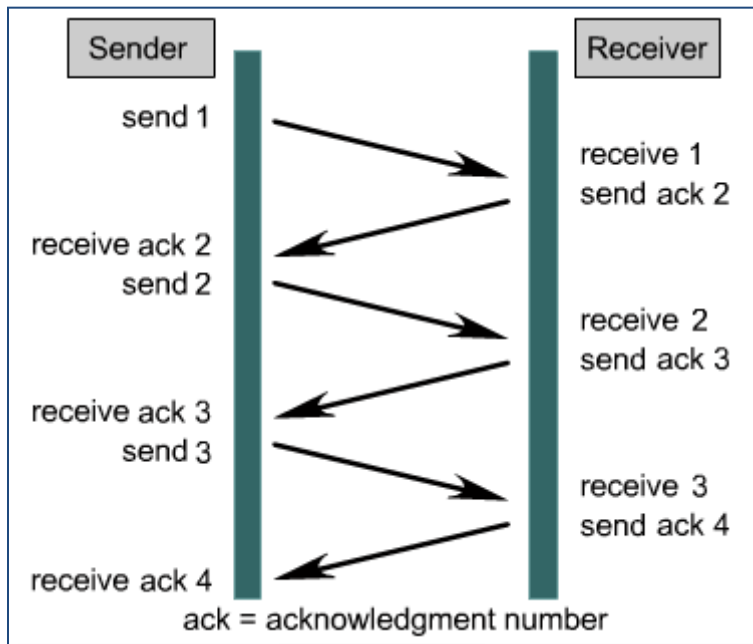 Sender
Receiver
send 1
receive 1
send ack 2
receive ack 2
send 2
receive 2
send ack 3
receive ack 3
send 3
receive 3
send ack 4
receive ack 4
ack = acknowledgment number